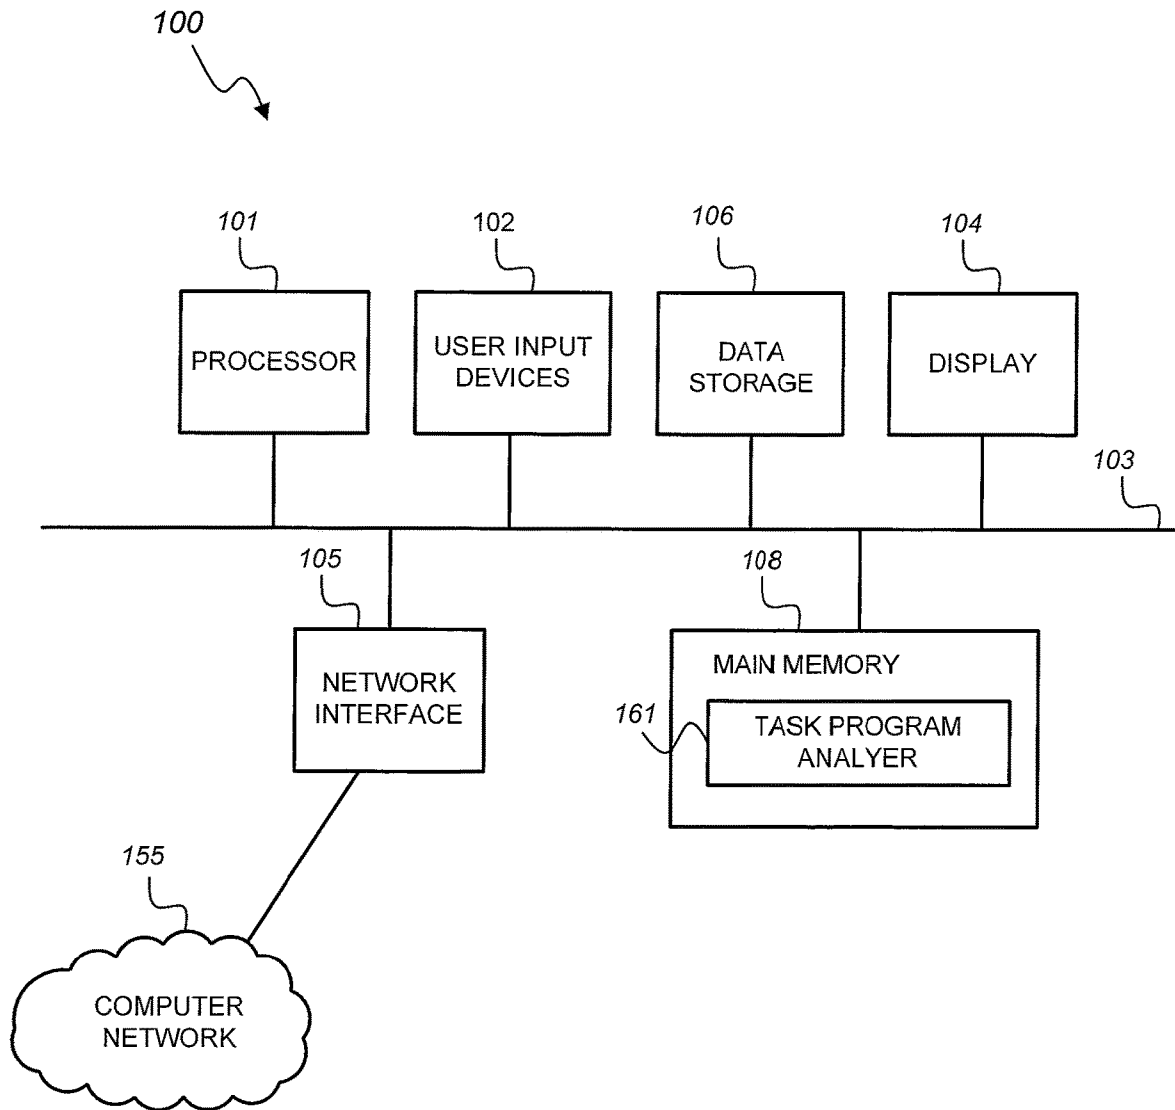 100
101
102
106
104
PROCESSOR
USER INPUT
DEVICES
DATA
STORAGE
DISPLAY
103
105
108
NETWORK
INTERFACE
MAIN MEMORY
161
TASK PROGRAM
ANALYER
155
COMPUTER
NETWORK